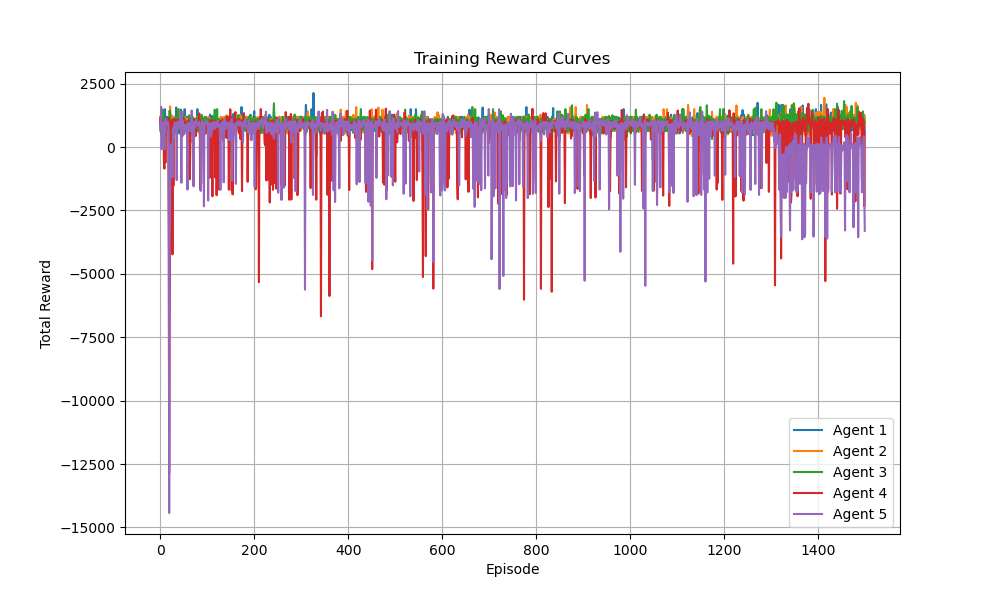 Training Reward Curves
2500
0
−2500
−5000
−7500
−10000
−12500
−15000
Total Reward
0 200 400 600 800 1000 1200 1400
Episode
Agent 1
Agent 2
Agent 3
Agent 4
Agent 5